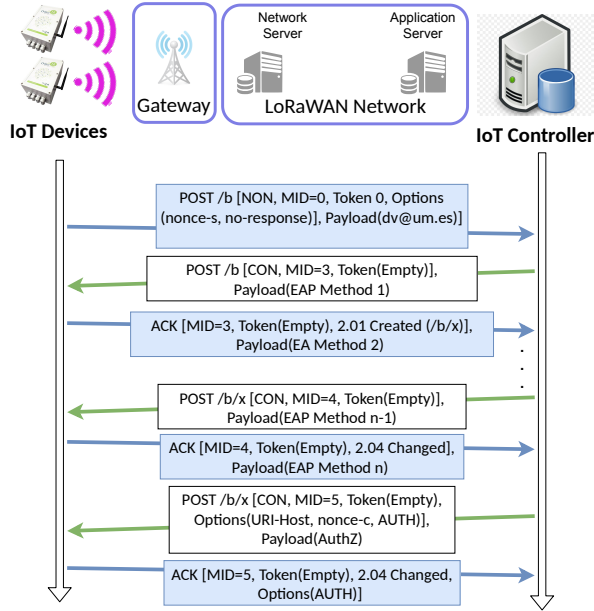 Network
Server
Application
Server
Gateway
LoRaWAN Network
IoT Devices
IoT Controller
POST /b [NON, MID=0, Token 0, Options
(nonce-s, no-response)], Payload(dv@um.es)]
POST /b [CON, MID=3, Token(Empty)],
Payload(EAP Method 1)
ACK [MID=3, Token(Empty), 2.01 Created (/b/x)],
Payload(EA Method 2)
.
.
.
POST /b/x [CON, MID=4, Token(Empty)],
Payload(EAP Method n-1)
ACK [MID=4, Token(Empty), 2.04 Changed],
Payload(EAP Method n)
POST /b/x [CON, MID=5, Token(Empty),
Options(URI-Host, nonce-c, AUTH)],
Payload(AuthZ)
ACK [MID=5, Token(Empty), 2.04 Changed,
Options(AUTH)]